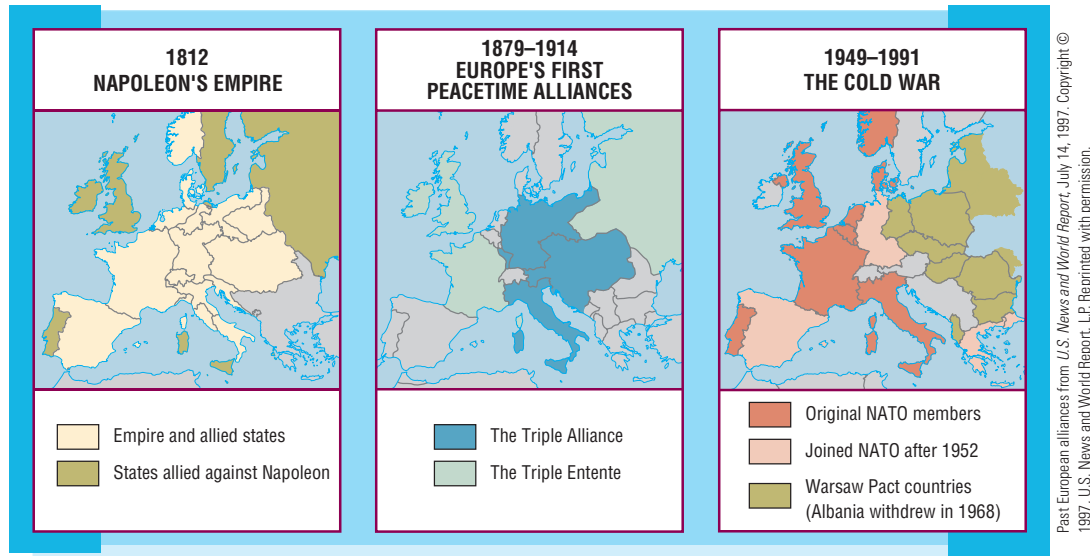 1812
NAPOLEON'S EMPIRE
Empire and allied states
States allied against Napoleon
1879–1914
EUROPE'S FIRST
PEACETIME ALLIANCES
The Triple Alliance
The Triple Entente
1949–1991
THE COLD WAR
Original NATO members
Joined NATO after 1952
Warsaw Pact countries
(Albania withdrew in 1968)
Past European alliances from U.S. News and World Report, July 14, 1997. Copyright ©
1997, U.S. News and World Report, L.P. Reprinted with permission.